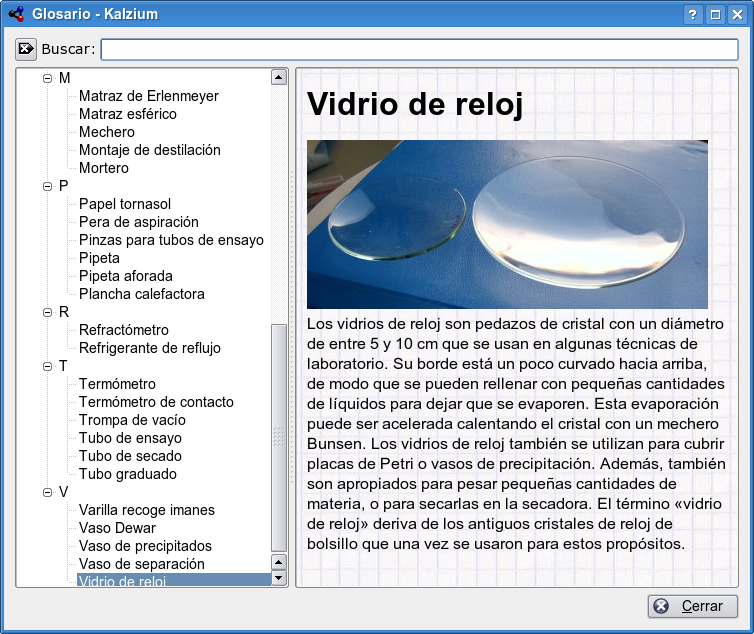 Glosario - Kalzium
Buscar:
M
Matraz de Erlenmeyer
Matraz esférico
Mechero
Montaje de destilación
Mortero
P
Papel tornasol
Pera de aspiración
Pinzas para tubos de ensayo
Pipeta
Pipeta aforada
Plancha calefactora
R
Refractómetro
Refrigerante de reflujo
T
Termómetro
Termómetro de contacto
Trompa de vacío
Tubo de ensayo
Tubo de secado
Tubo graduado
V
Varilla recoge imanes
Vaso Dewar
Vaso de precipitados
Vaso de separación
Vidrio de reloj
Vidrio de reloj
Los vidrios de reloj son pedazos de cristal con un diámetro
de entre 5 y 10 cm que se usan en algunas técnicas de
laboratorio. Su borde está un poco curvado hacia arriba,
de modo que se pueden rellenar con pequeñas cantidades
de líquidos para dejar que se evaporen. Esta evaporación
puede ser acelerada calentando el cristal con un mechero
Bunsen. Los vidrios de reloj también se utilizan para cubrir
placas de Petri o vasos de precipitación. Además, también
son apropiados para pesar pequeñas cantidades de
materia, o para secarlas en la secadora. El término «vidrio
de reloj» deriva de los antiguos cristales de reloj de
bolsillo que una vez se usaron para estos propósitos.
Cerrar